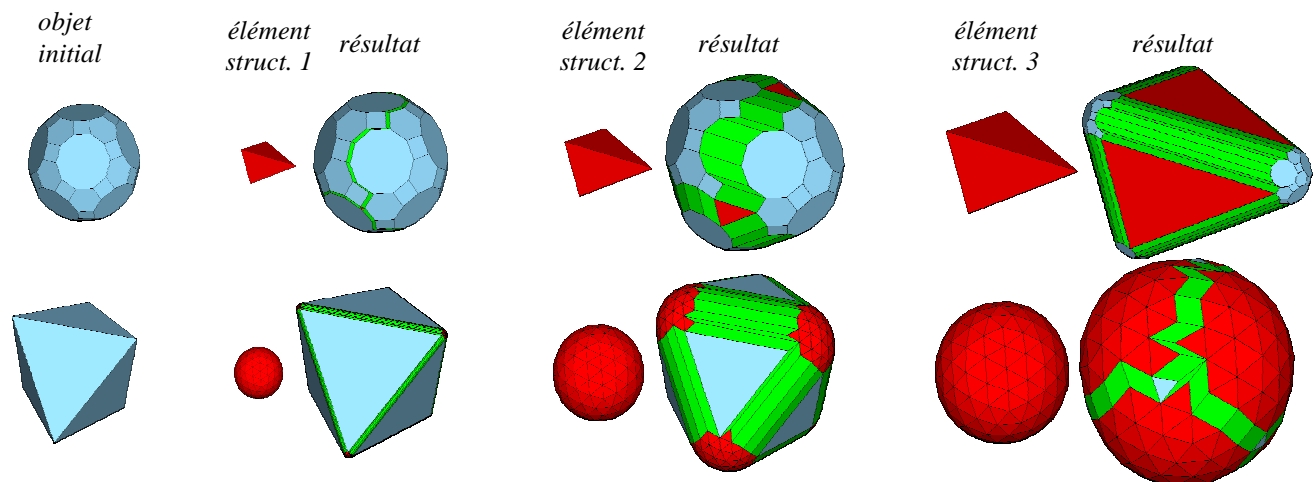 objet
initial
élément
struct. 1
résultat
élément
struct. 2
résultat
élément
struct. 3
résultat